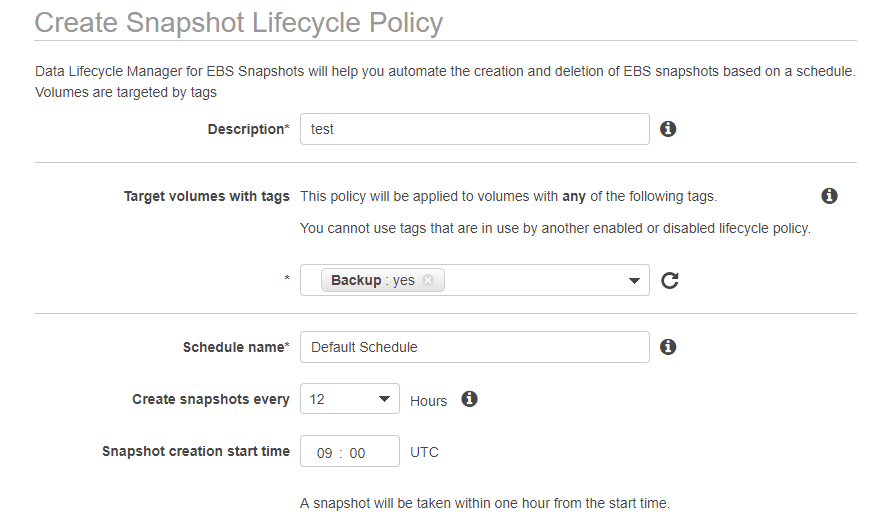 Create Snapshot Lifecycle Policy
Data Lifecycle Manager for EBS Snapshots will help you automate the creation and deletion of EBS snapshots based on a schedule.
Volumes are targeted by tags
Description* test
Target volumes with tags This policy will be applied to volumes with any of the following tags.
You cannot use tags that are in use by another enabled or disabled lifecycle policy.
* Backup : yes
Schedule name* Default Schedule
Create snapshots every 12 Hours
Snapshot creation start time 09 : 00 UTC
A snapshot will be taken within one hour from the start time.